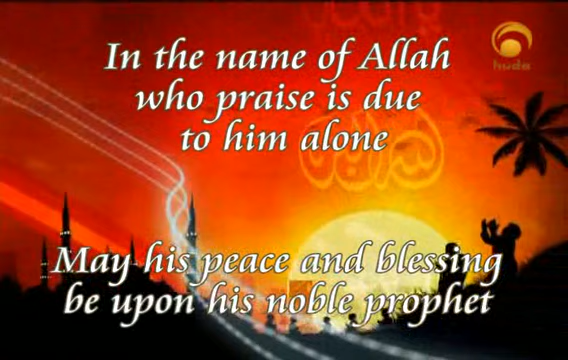 In the name of Allah
who praise is due
to him alone
huda
May his peace and blessing
be upon his noble prophet